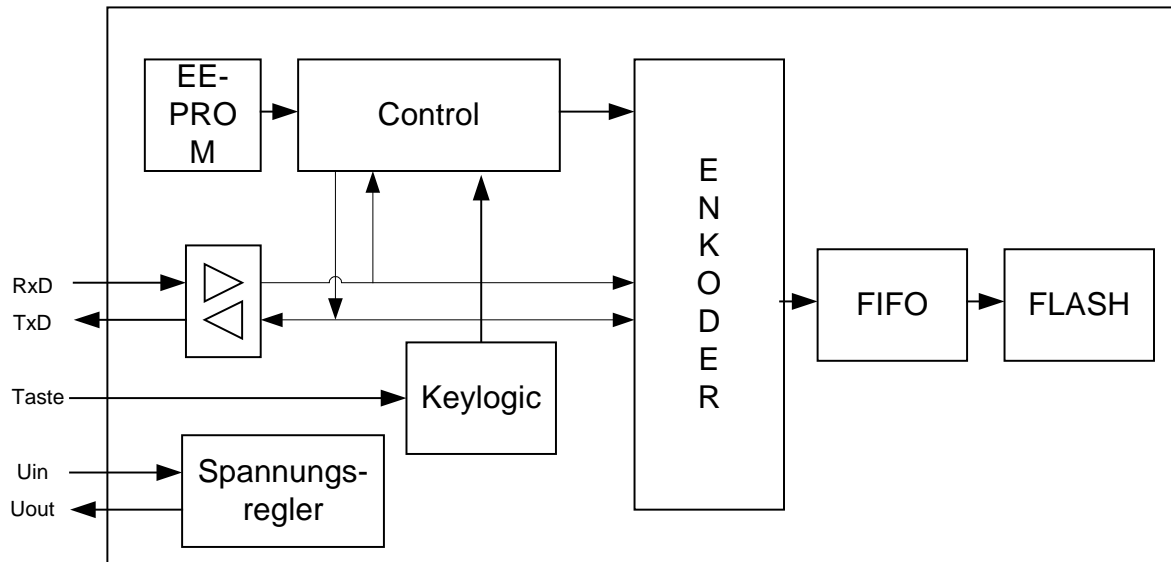 EE-
PRO
M
Control
E
N
K
O
D
E
R
RxD
TxD
FIFO
FLASH
Taste
Keylogic
Uin
Uout
Spannungs-
regler